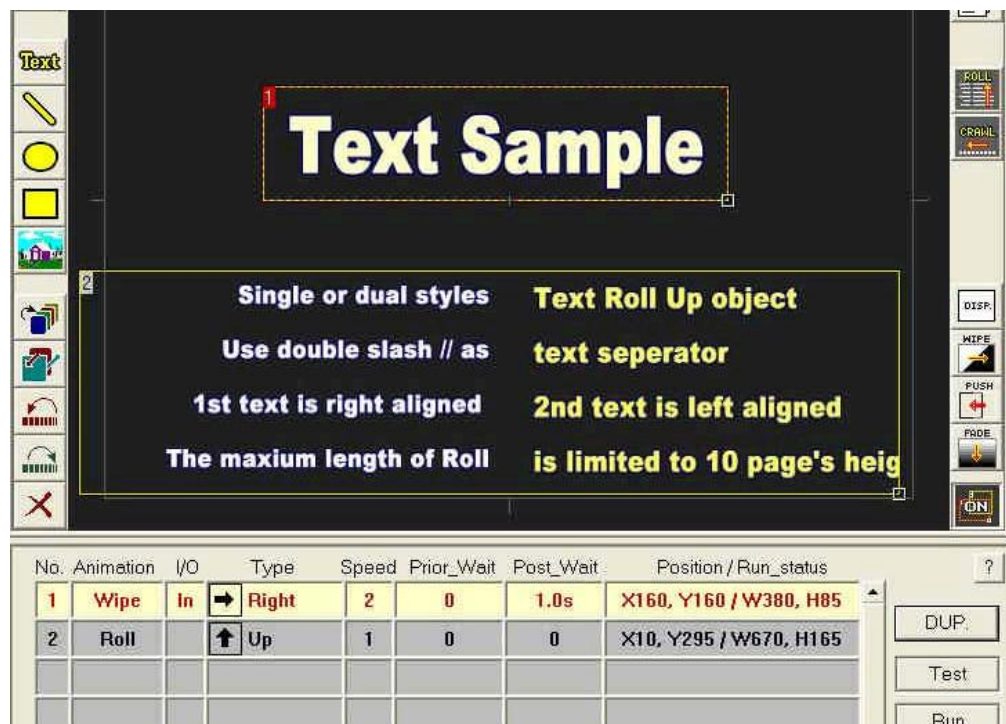 Text
ROLL
CRAWL
1
Text Sample
2
Single or dual styles Text Roll Up object
Use double slash // as text seperator
1st text is right aligned 2nd text is left aligned
The maxium length of Roll is limited to 10 page's heig
DISP.
WIPE
PUSH
FADE
ON
No. Animation I/O Type Speed Prior_Wait Post_Wait Position / Run_status ?
1 Wipe In Right 2 0 1.0s X160, Y160 / W380, H85
2 Roll Up 1 0 0 X10, Y295 / W670, H165
DUP.
Test
Run